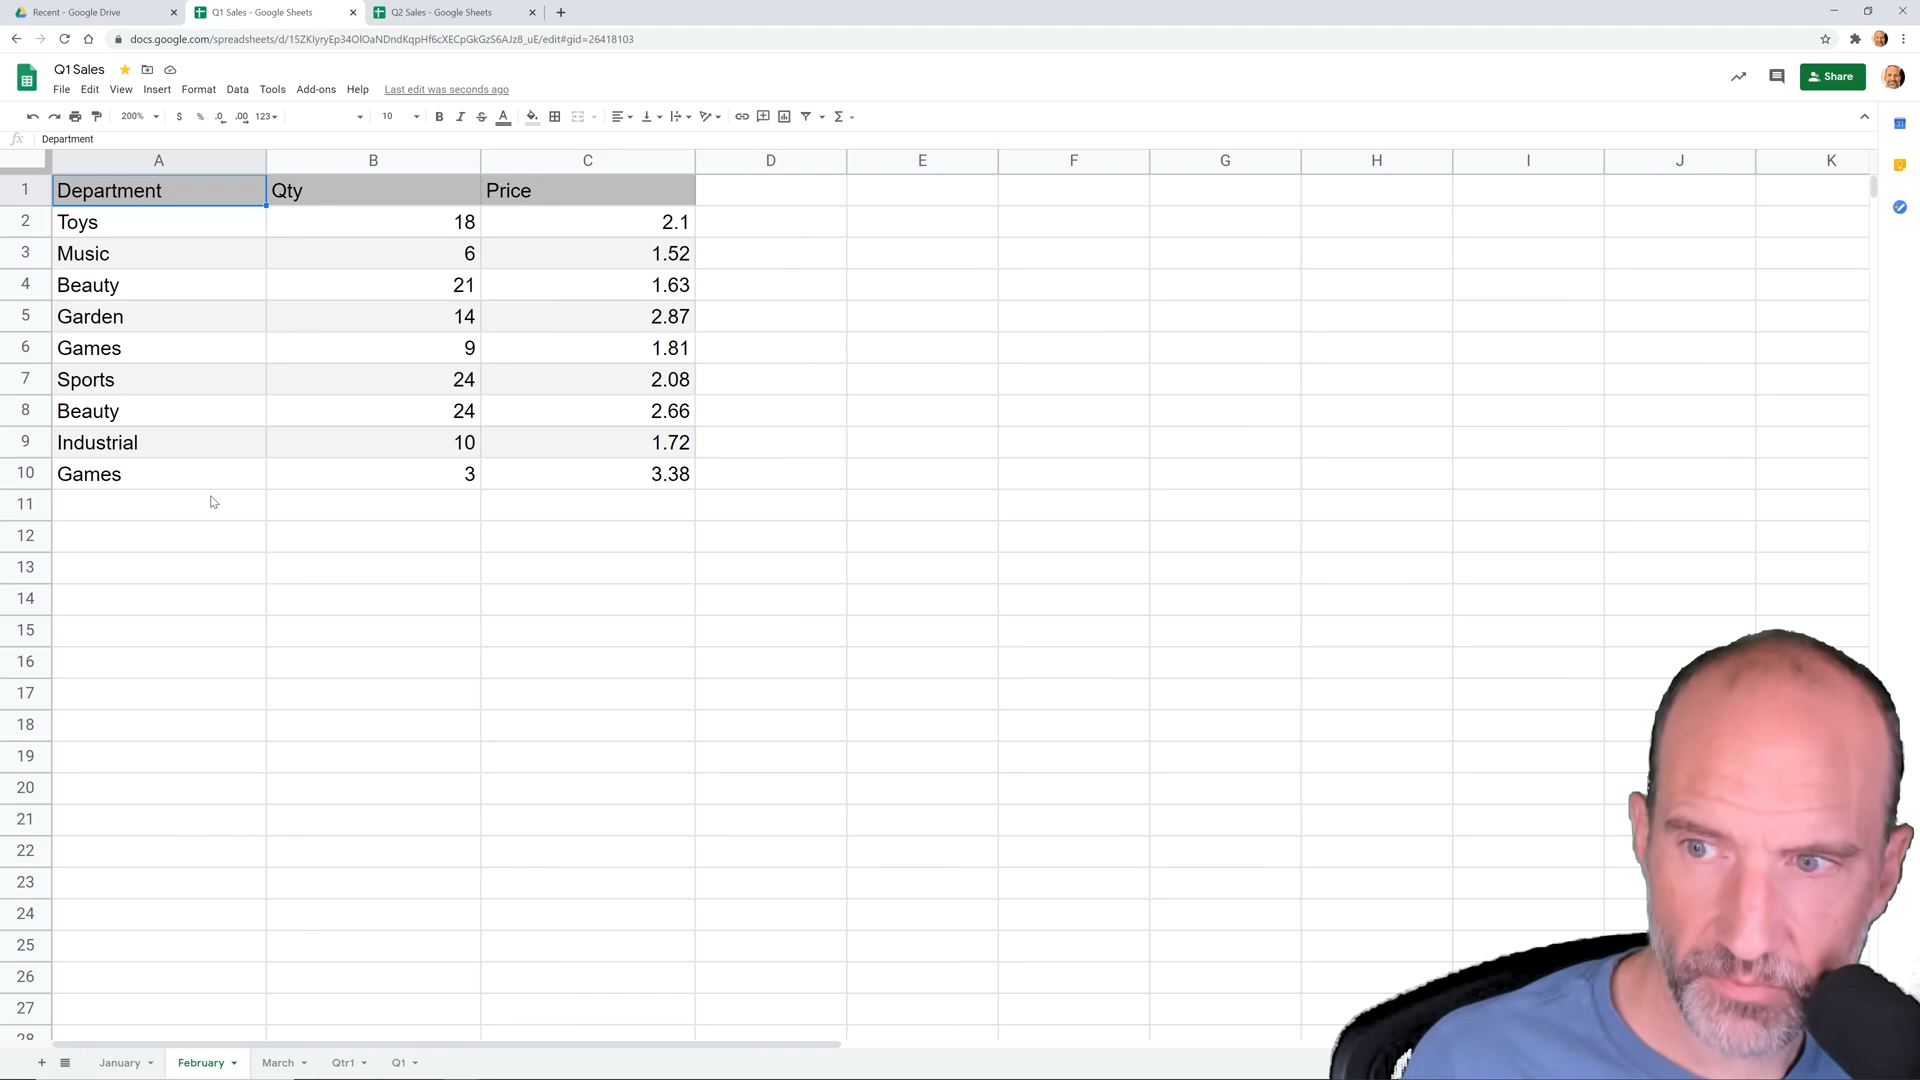 Recent - Google Drive
Q1 Sales - Google Sheets
Q2 Sales - Google Sheets
docs.google.com/spreadsheets/d/15ZKIyryEp34OlOaNDndKqpHf6cXECpGkGzS6AJz8_uE/edit#gid=26418103
Q1 Sales
Share
File Edit View Insert Format Data Tools Add-ons Help Last edit was seconds ago
200% $ % .0 .00 123 10 B I S A Σ
fx Department
A B C D E F G H I J K
1 Department Qty Price
2 Toys 18 2.1
3 Music 6 1.52
4 Beauty 21 1.63
5 Garden 14 2.87
6 Games 9 1.81
7 Sports 24 2.08
8 Beauty 24 2.66
9 Industrial 10 1.72
10 Games 3 3.38
11
12
13
14
15
16
17
18
19
20
21
22
23
24
25
26
27
28
January February March Qtr1 Q1